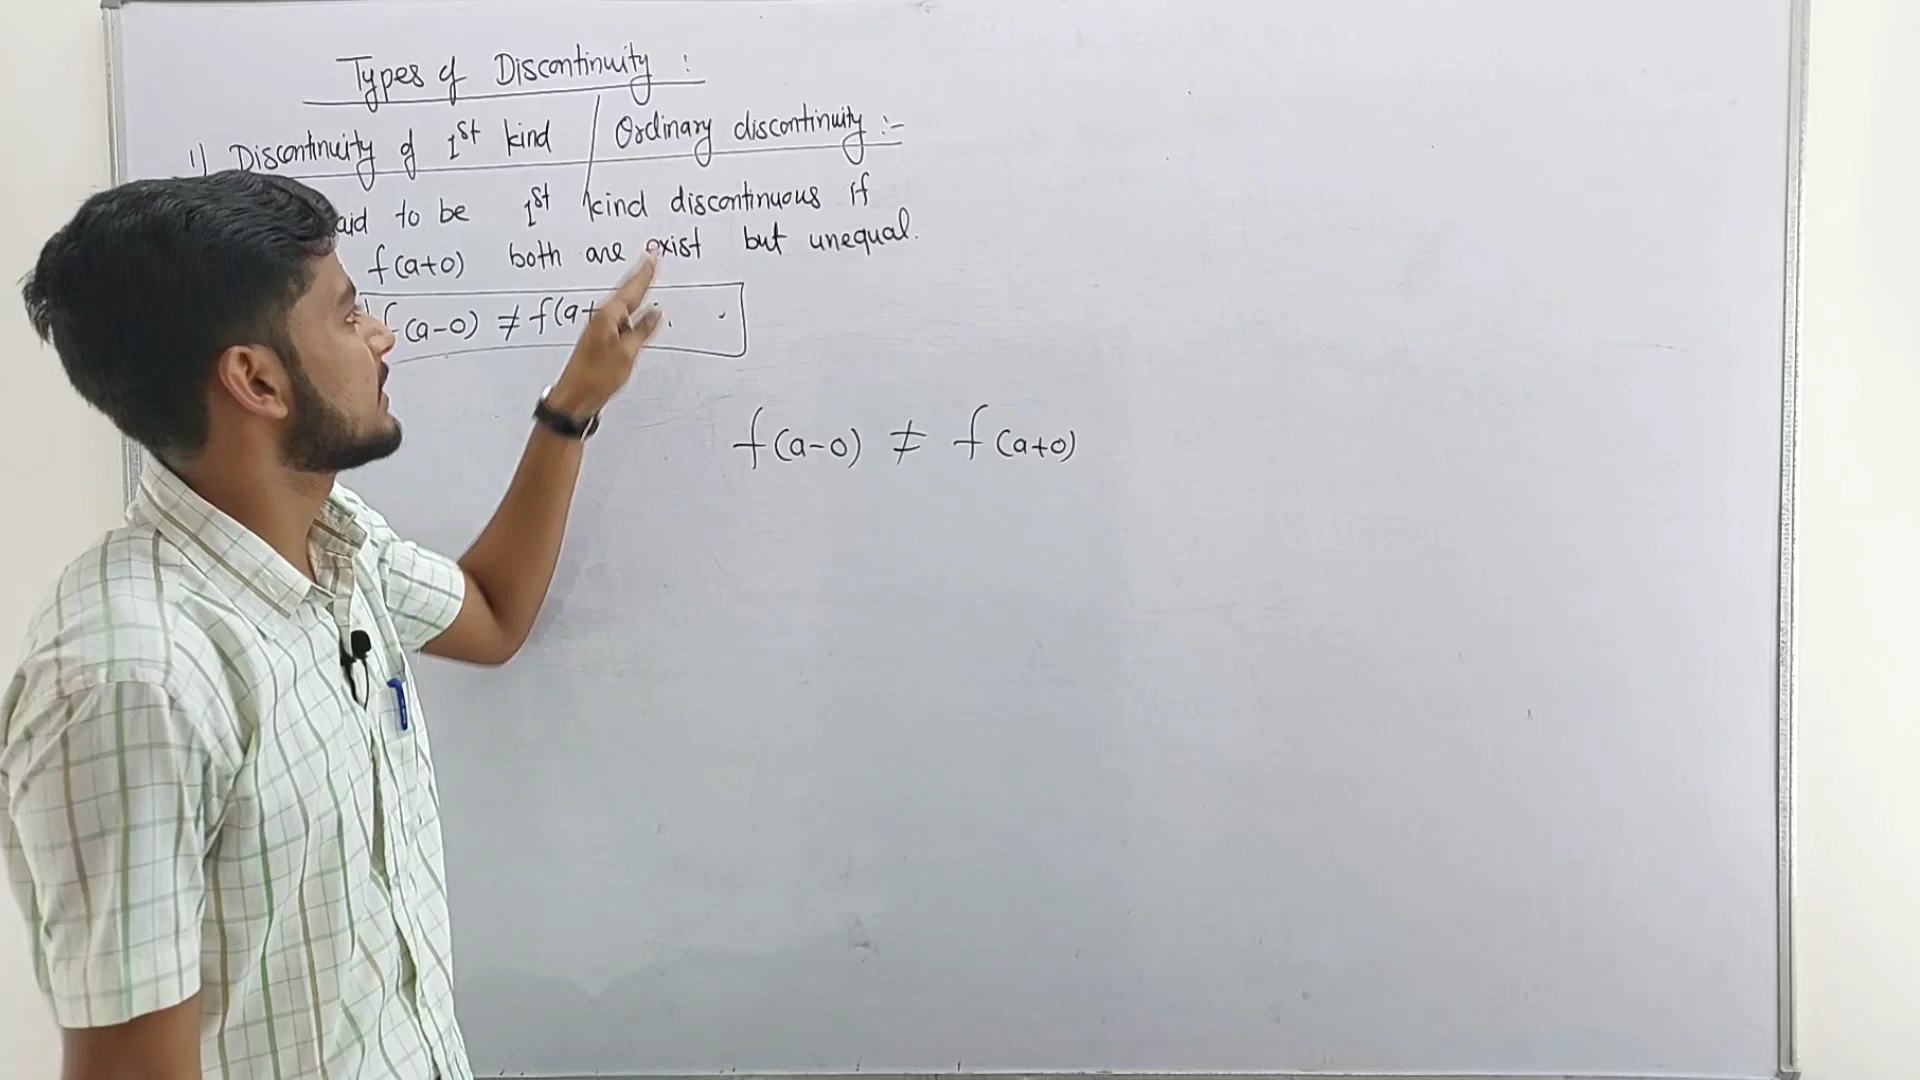 Types of Discontinuity :
1) Discontinuity of 1st kind / Ordinary discontinuity :-
to be 1st kind discontinuous if
f(a+0) both are exist but unequal.
f(a-0) ≠ f(a+
f(a-0) ≠ f(a+0)